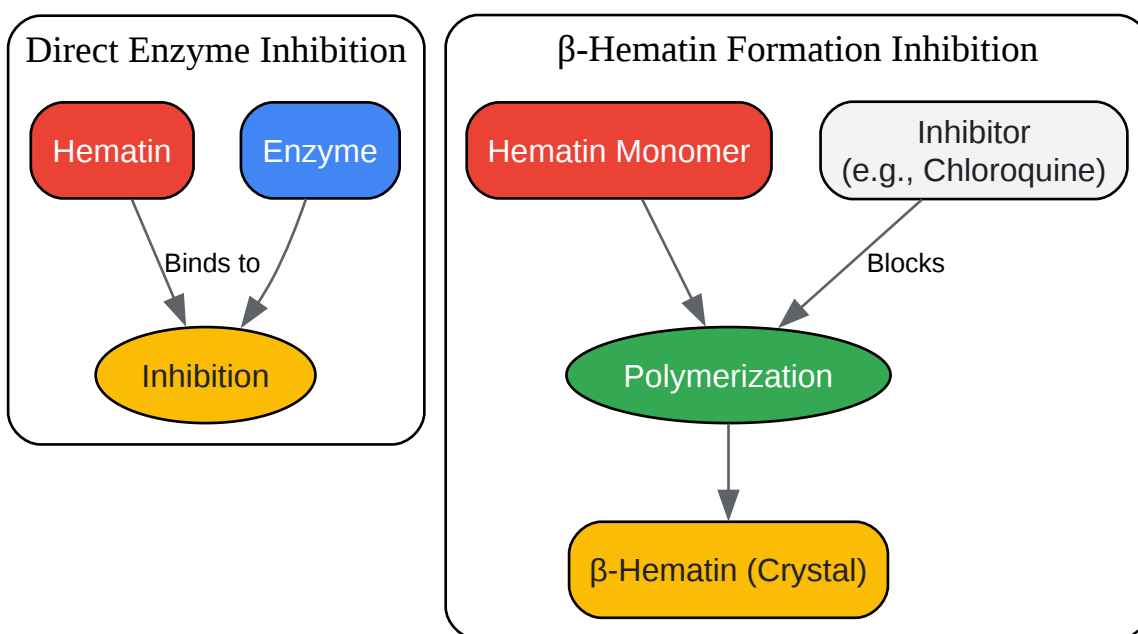 Direct Enzyme Inhibition
Hematin
Enzyme
Binds to
Inhibition
β-Hematin Formation Inhibition
Hematin Monomer
Inhibitor
(e.g., Chloroquine)
Blocks
Polymerization
β-Hematin (Crystal)